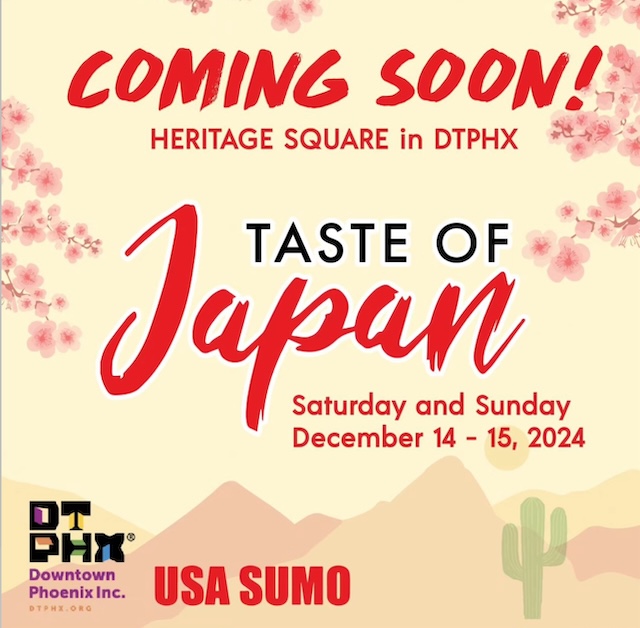 COMING SOON!
HERITAGE SQUARE in DTPHX
TASTE OF
Japan
Saturday and Sunday
December 14 - 15, 2024
DT
PHX®
Downtown
Phoenix Inc.
DTPHX.ORG
USA SUMO